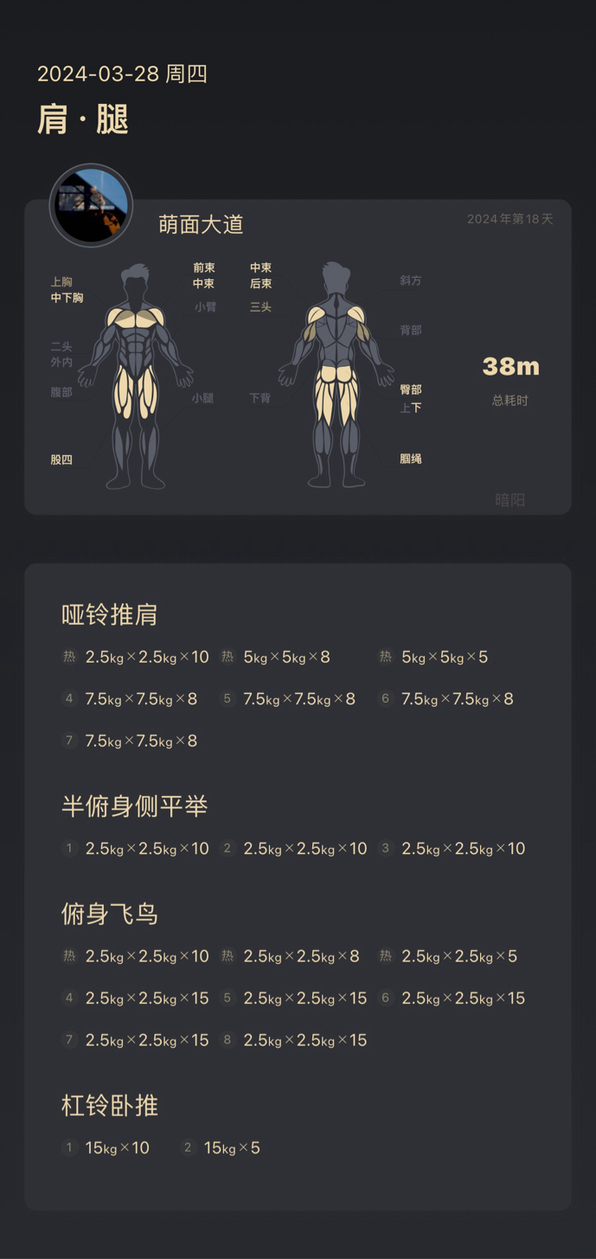 2024-03-28 周四
肩 · 腿
萌面大道
2024年第18天
上胸
中下胸
前束
中束
中束
后束
斜方
小臂
三头
背部
二头
外内
腹部
小腿
下背
臀部
上下
38m
总耗时
股四
腘绳
暗阳
哑铃推肩
热 2.5kg×2.5kg×10 热 5kg×5kg×8 热 5kg×5kg×5
4 7.5kg×7.5kg×8 5 7.5kg×7.5kg×8 6 7.5kg×7.5kg×8
7 7.5kg×7.5kg×8
半俯身侧平举
1 2.5kg×2.5kg×10 2 2.5kg×2.5kg×10 3 2.5kg×2.5kg×10
俯身飞鸟
热 2.5kg×2.5kg×10 热 2.5kg×2.5kg×8 热 2.5kg×2.5kg×5
4 2.5kg×2.5kg×15 5 2.5kg×2.5kg×15 6 2.5kg×2.5kg×15
7 2.5kg×2.5kg×15 8 2.5kg×2.5kg×15
杠铃卧推
1 15kg×10 2 15kg×5